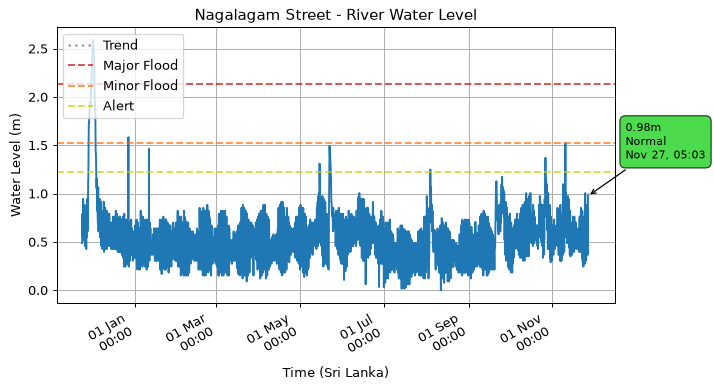 Nagalagam Street - River Water Level
Water Level (m)
2.5
2.0
1.5
1.0
0.5
0.0
Trend
Major Flood
Minor Flood
Alert
0.98m
Normal
Nov 27, 05:03
01 Jan
00:00
01 Mar
00:00
01 May
00:00
01 Jul
00:00
01 Sep
00:00
01 Nov
00:00
Time (Sri Lanka)